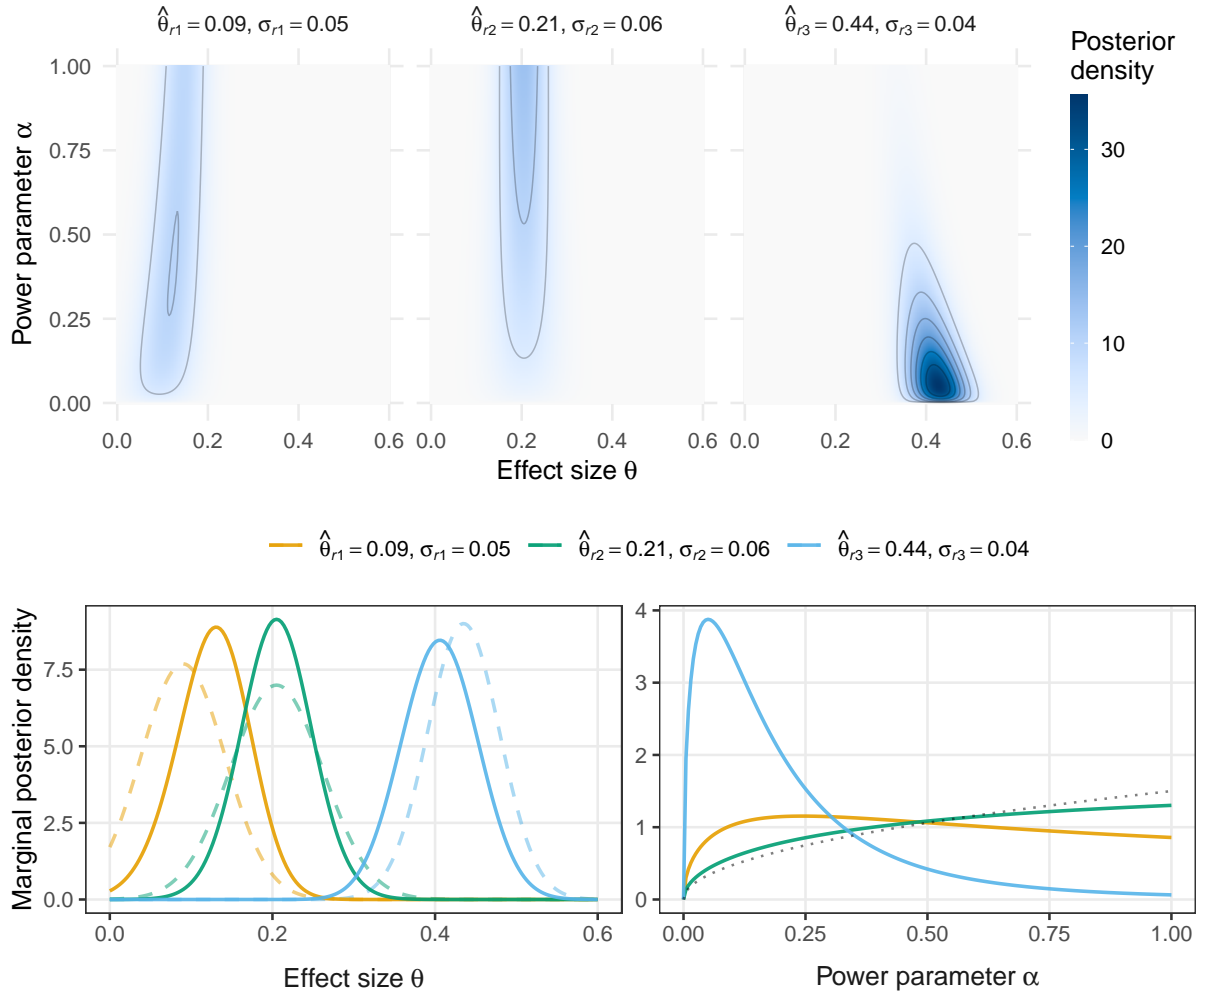 θ̂r1 = 0.09, σr1 = 0.05
θ̂r2 = 0.21, σr2 = 0.06
θ̂r3 = 0.44, σr3 = 0.04
Posterior
density
30
20
10
0
Power parameter α
1.00
0.75
0.50
0.25
0.00
0.0 0.2 0.4 0.6
0.0 0.2 0.4 0.6
0.0 0.2 0.4 0.6
Effect size θ
θ̂r1 = 0.09, σr1 = 0.05 θ̂r2 = 0.21, σr2 = 0.06 θ̂r3 = 0.44, σr3 = 0.04
Marginal posterior density
7.5
5.0
2.5
0.0
0.0 0.2 0.4 0.6
Effect size θ
4
3
2
1
0
0.00 0.25 0.50 0.75 1.00
Power parameter α